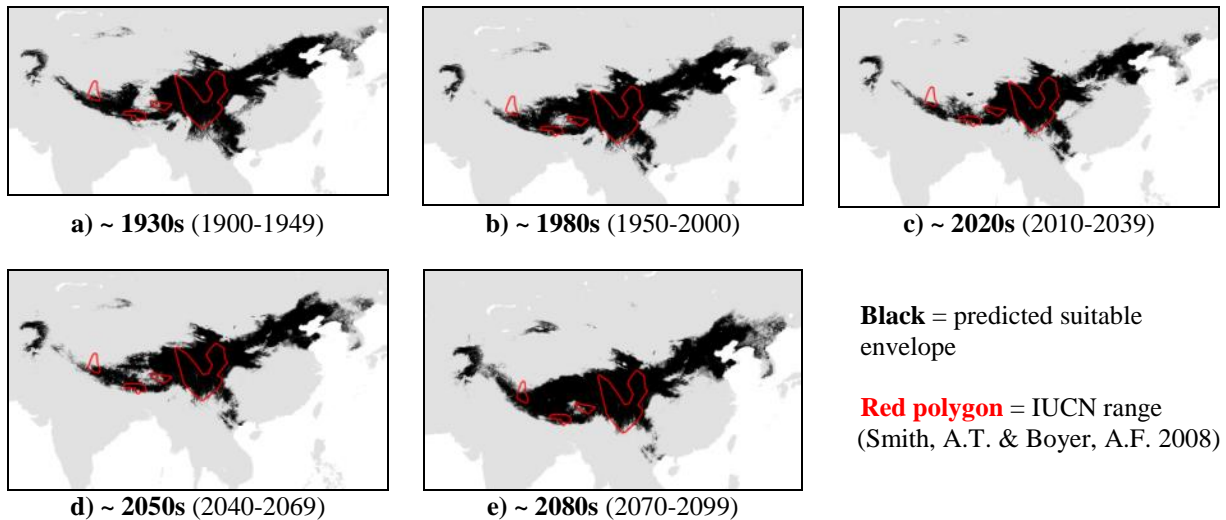 a) ~ 1930s (1900-1949)
b) ~ 1980s (1950-2000)
c) ~ 2020s (2010-2039)
d) ~ 2050s (2040-2069)
e) ~ 2080s (2070-2099)
Black = predicted suitable
envelope
Red polygon = IUCN range
(Smith, A.T. & Boyer, A.F. 2008)